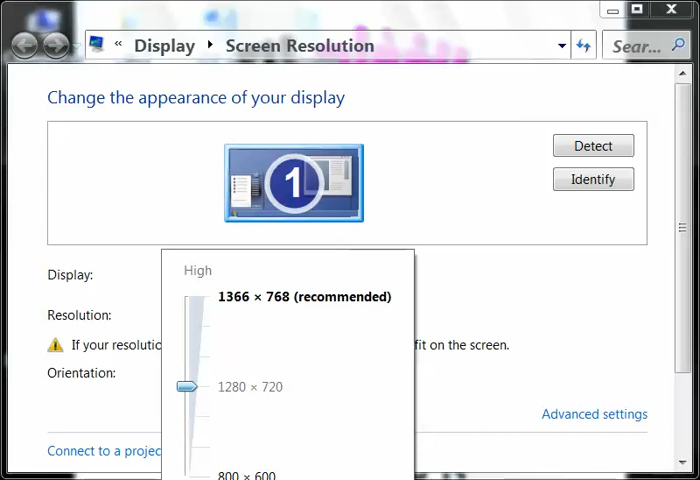 « Display ▸ Screen Resolution
Sear...
Change the appearance of your display
1
Detect
Identify
Display:
High
1366 × 768 (recommended)
Resolution:
If your resolutio
fit on the screen.
Orientation:
1280 × 720
Advanced settings
Connect to a projec
800 × 600